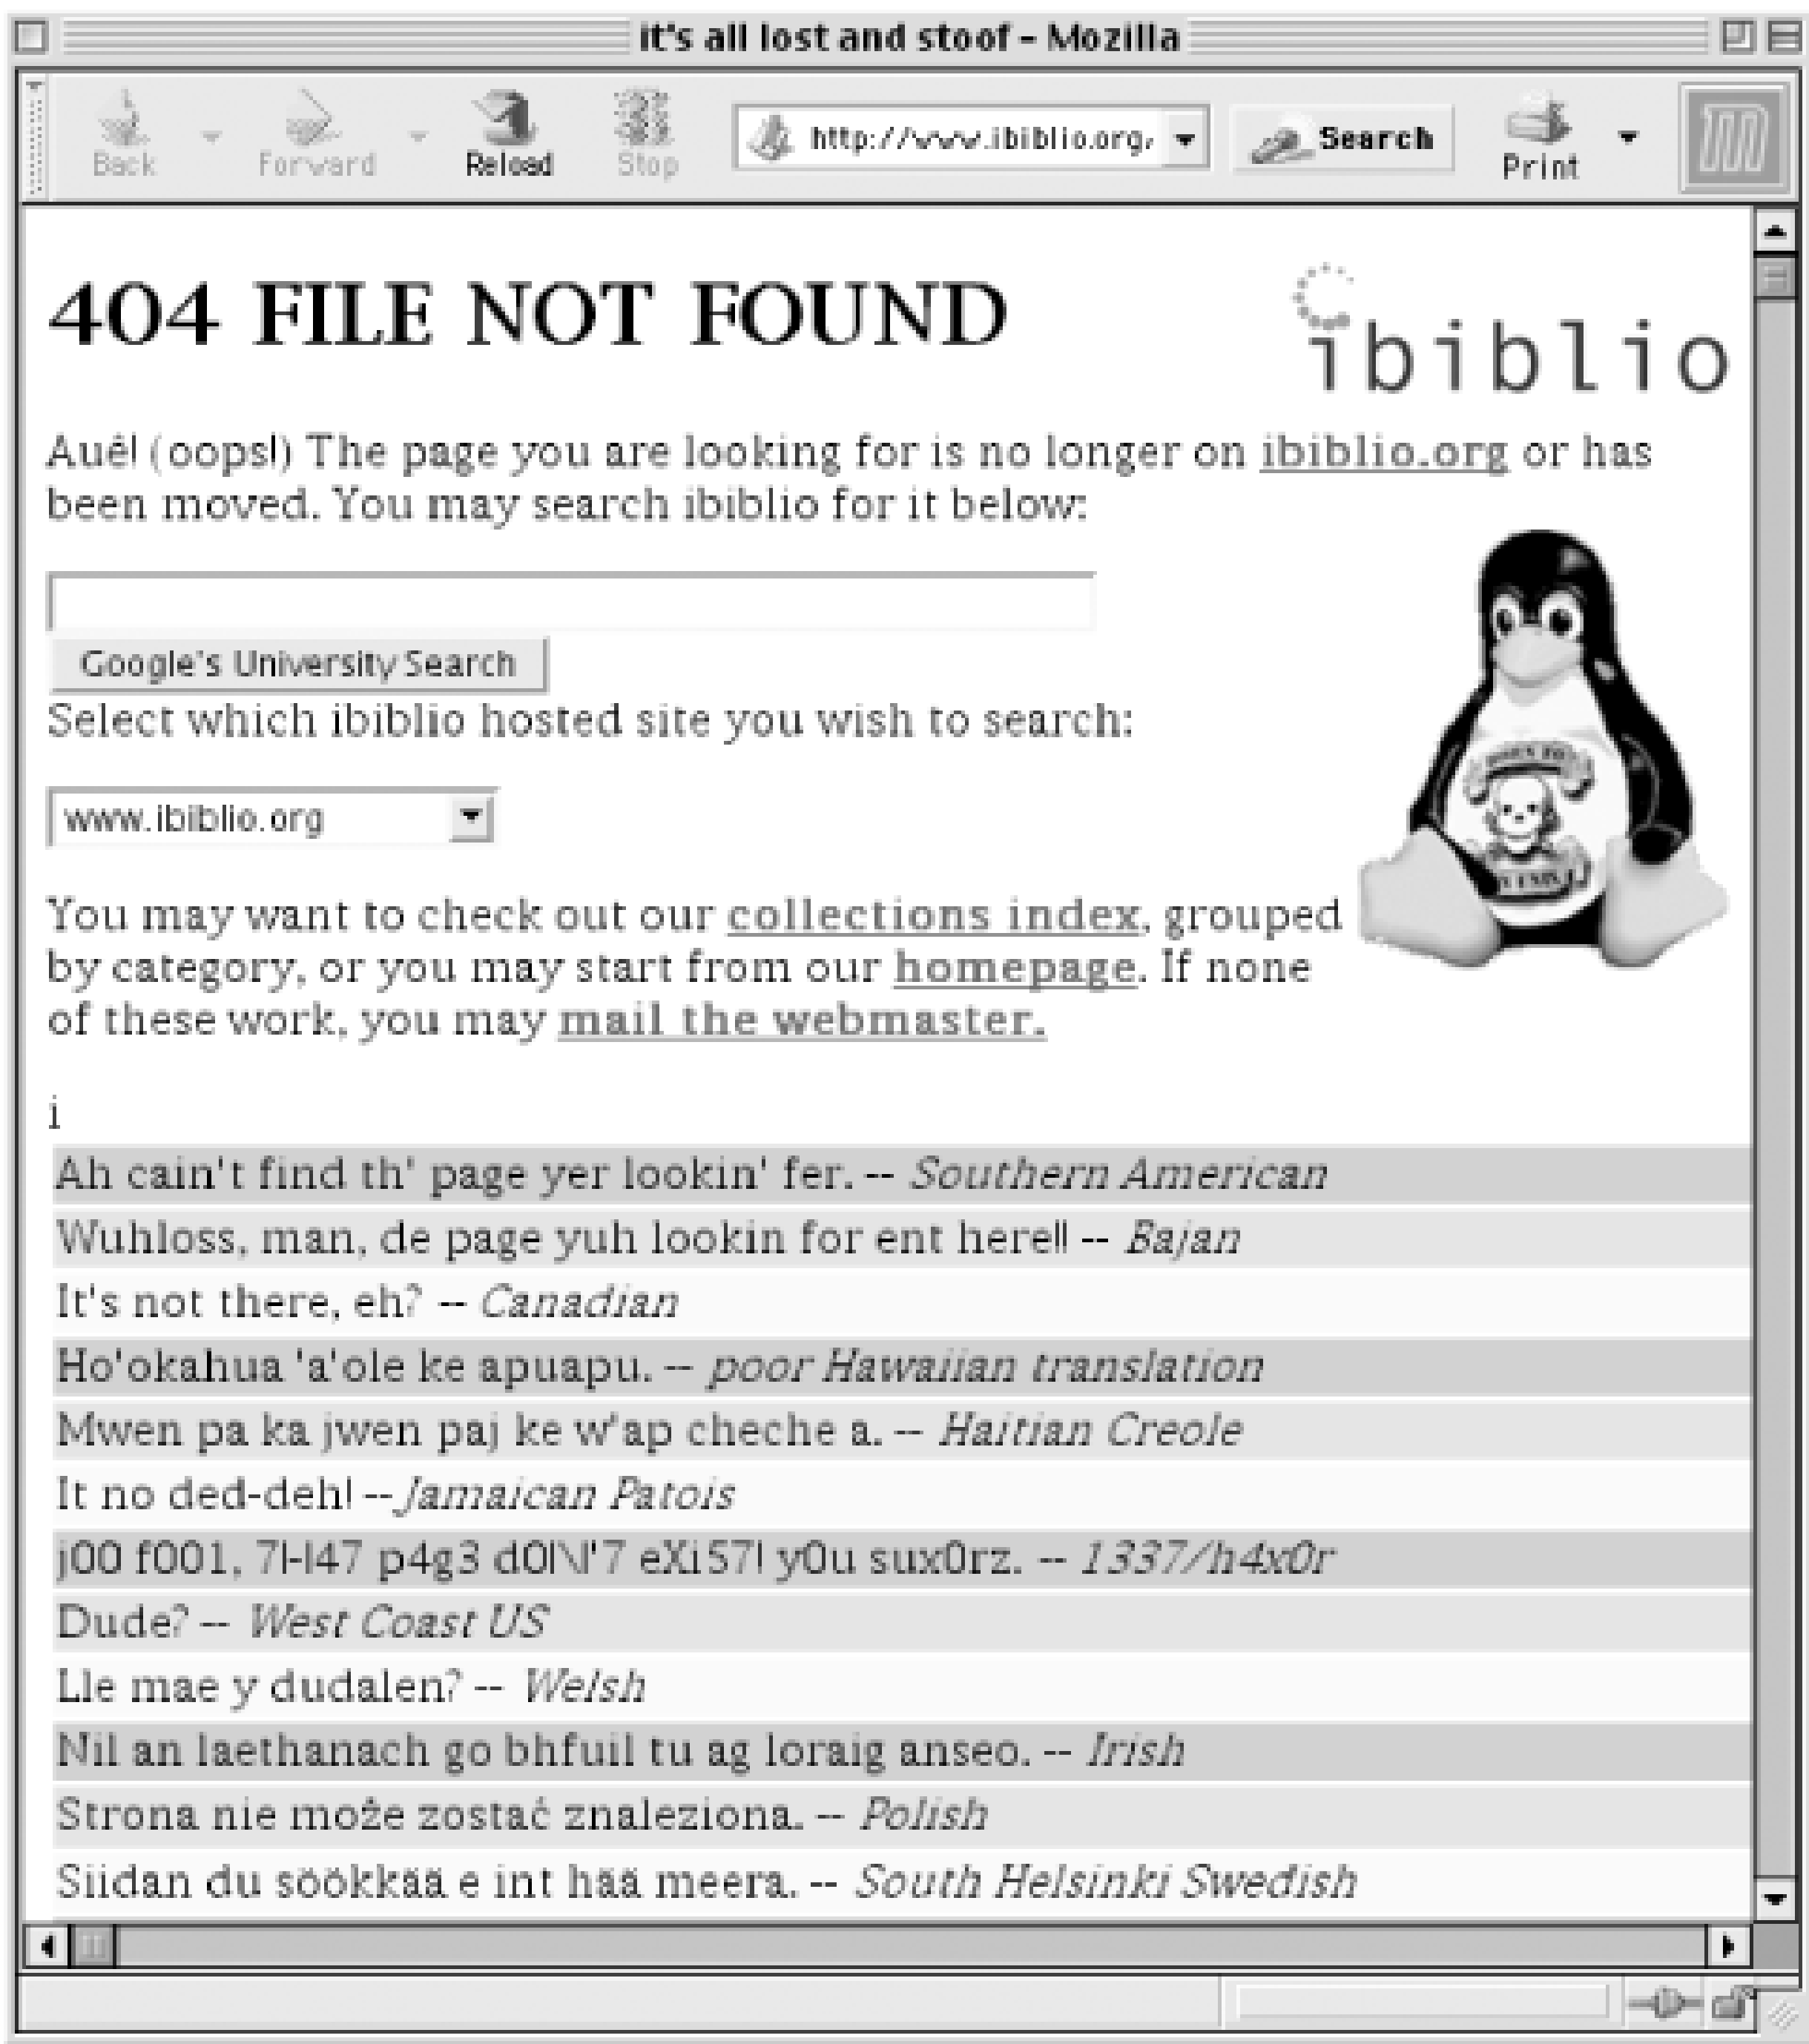 it's all lost and stoof - Mozilla
Back Forward Reload Stop http://www.ibiblio.org/ Search Print
404 FILE NOT FOUND
ibiblio
Aué! (oops!) The page you are looking for is no longer on ibiblio.org or has
been moved. You may search ibiblio for it below:
Google's University Search
Select which ibiblio hosted site you wish to search:
www.ibiblio.org
You may want to check out our collections index, grouped
by category, or you may start from our homepage. If none
of these work, you may mail the webmaster.
i
Ah cain't find th' page yer lookin' fer. -- Southern American
Wuhloss, man, de page yuh lookin for ent here!! -- Bajan
It's not there, eh? -- Canadian
Ho'okahua 'a'ole ke apuapu. -- poor Hawaiian translation
Mwen pa ka jwen paj ke w'ap cheche a. -- Haitian Creole
It no ded-deh! -- Jamaican Patois
j00 f001, 7|-|47 p4g3 d0|\|'7 eXi57! y0u sux0rz. -- 1337/h4x0r
Dude? -- West Coast US
Lle mae y dudalen? -- Welsh
Nil an laethanach go bhfuil tu ag loraig anseo. -- Irish
Strona nie może zostać znaleziona. -- Polish
Siidan du söökkää e int hää meera. -- South Helsinki Swedish